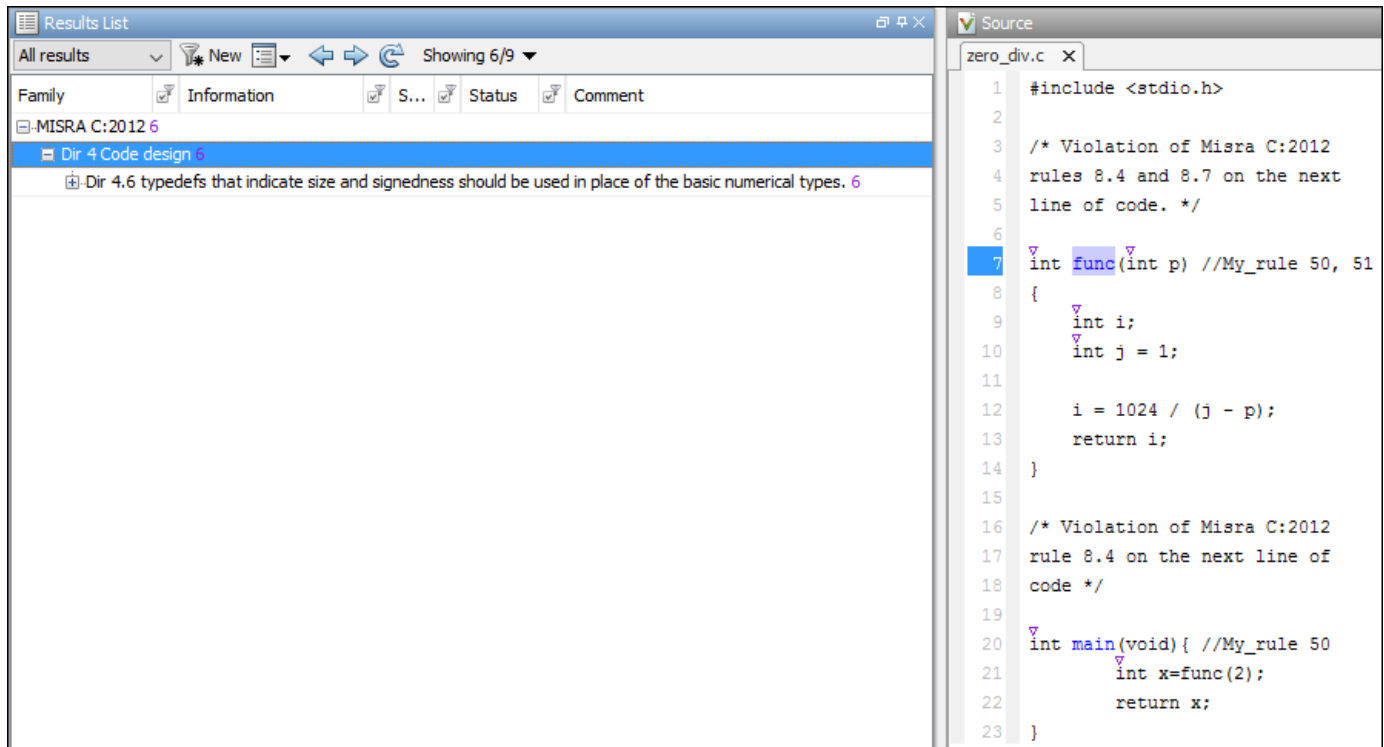 Results List
All results New Showing 6/9
Family Information S... Status Comment
MISRA C:2012 6
Dir 4 Code design 6
Dir 4.6 typedefs that indicate size and signedness should be used in place of the basic numerical types. 6
Source
zero_div.c X
1 #include <stdio.h>
2
3 /* Violation of Misra C:2012
4 rules 8.4 and 8.7 on the next
5 line of code. */
6
7 int func(int p) //My_rule 50, 51
8 {
9 int i;
10 int j = 1;
11
12 i = 1024 / (j - p);
13 return i;
14 }
15
16 /* Violation of Misra C:2012
17 rule 8.4 on the next line of
18 code */
19
20 int main(void){ //My_rule 50
21 int x=func(2);
22 return x;
23 }